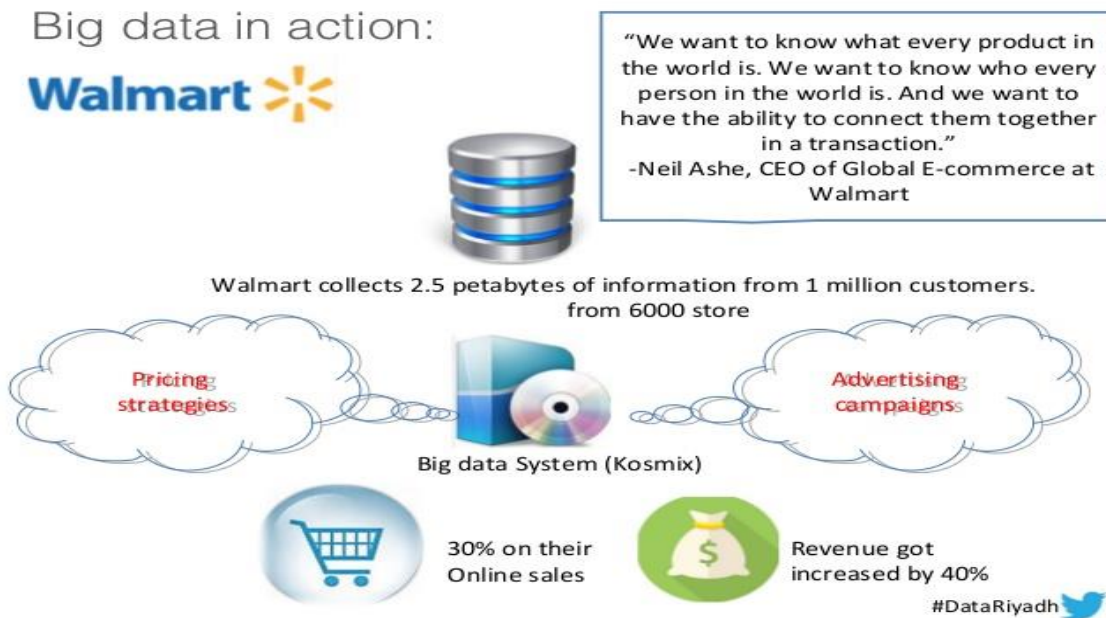 Big data in action:
Walmart
“We want to know what every product in
the world is. We want to know who every
person in the world is. And we want to
have the ability to connect them together
in a transaction.”
-Neil Ashe, CEO of Global E-commerce at
Walmart
Walmart collects 2.5 petabytes of information from 1 million customers.
from 6000 store
Pricing
strategies
Advertising
campaigns
Big data System (Kosmix)
30% on their
Online sales
$
Revenue got
increased by 40%
#DataRiyadh